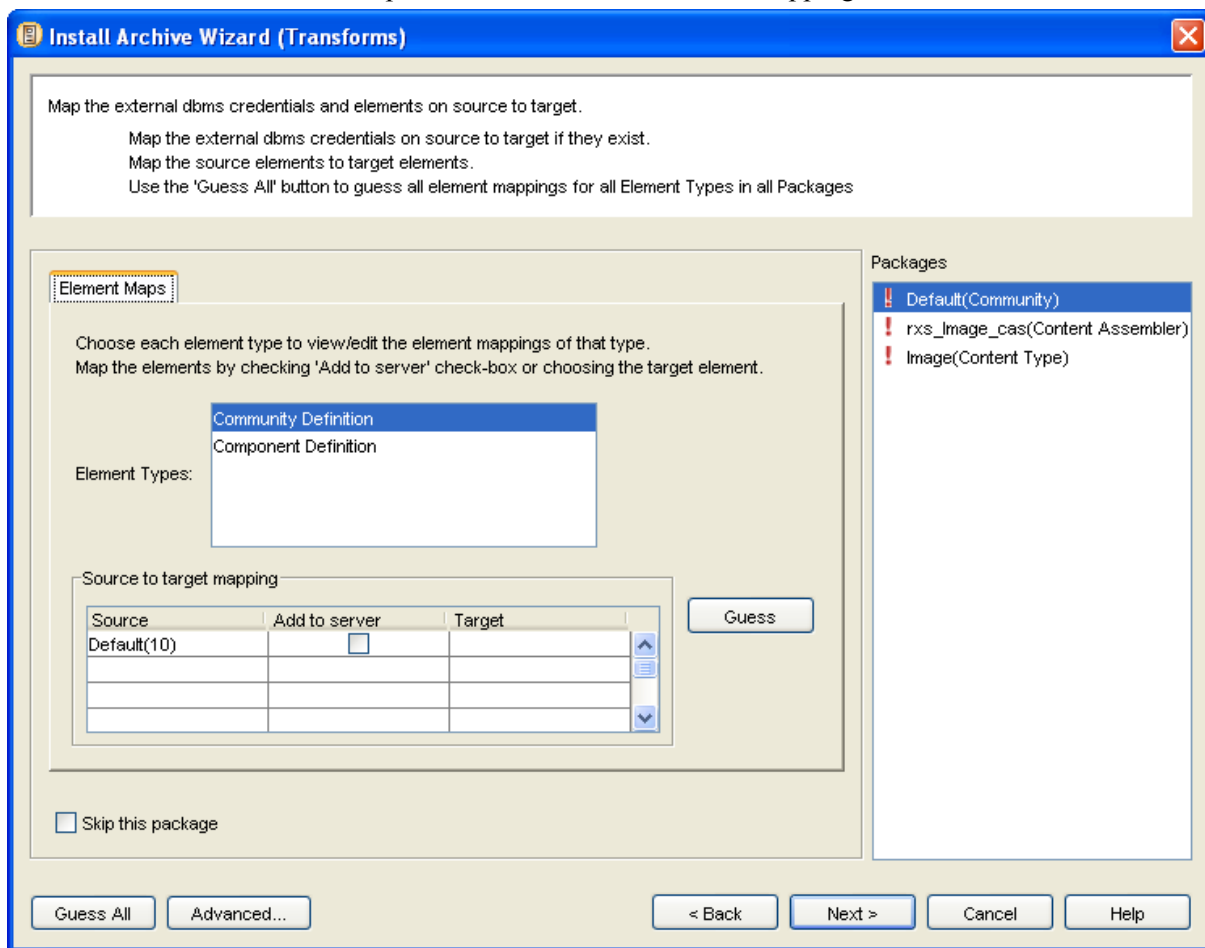 Install Archive Wizard (Transforms)
Map the external dbms credentials and elements on source to target.
Map the external dbms credentials on source to target if they exist.
Map the source elements to target elements.
Use the 'Guess All' button to guess all element mappings for all Element Types in all Packages
Element Maps
Choose each element type to view/edit the element mappings of that type.
Map the elements by checking 'Add to server' check-box or choosing the target element.
Element Types:
Community Definition
Component Definition
Source to target mapping
Source Add to server Target
Default(10)
Guess
Skip this package
Packages
Default(Community)
rxs_Image_cas(Content Assembler)
Image(Content Type)
Guess All
Advanced...
< Back
Next >
Cancel
Help